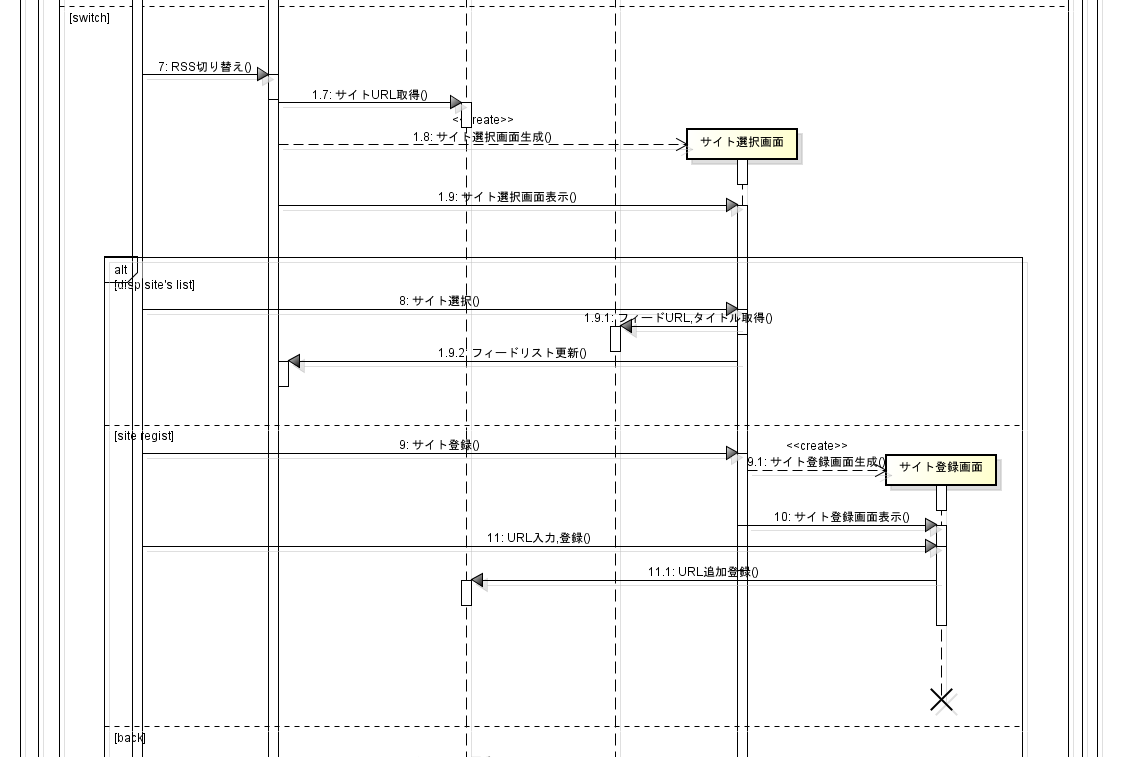 [switch]
7: RSS切り替え()
1.7: サイトURL取得()
<<create>>
1.8: サイト選択画面生成()
サイト選択画面
1.9: サイト選択画面表示()
alt
[disp site's list]
8: サイト選択()
1.9.1: フィードURL,タイトル取得()
1.9.2: フィードリスト更新()
[site regist]
9: サイト登録()
<<create>>
9.1: サイト登録画面生成()
サイト登録画面
10: サイト登録画面表示()
11: URL入力,登録()
11.1: URL追加登録()
[back]